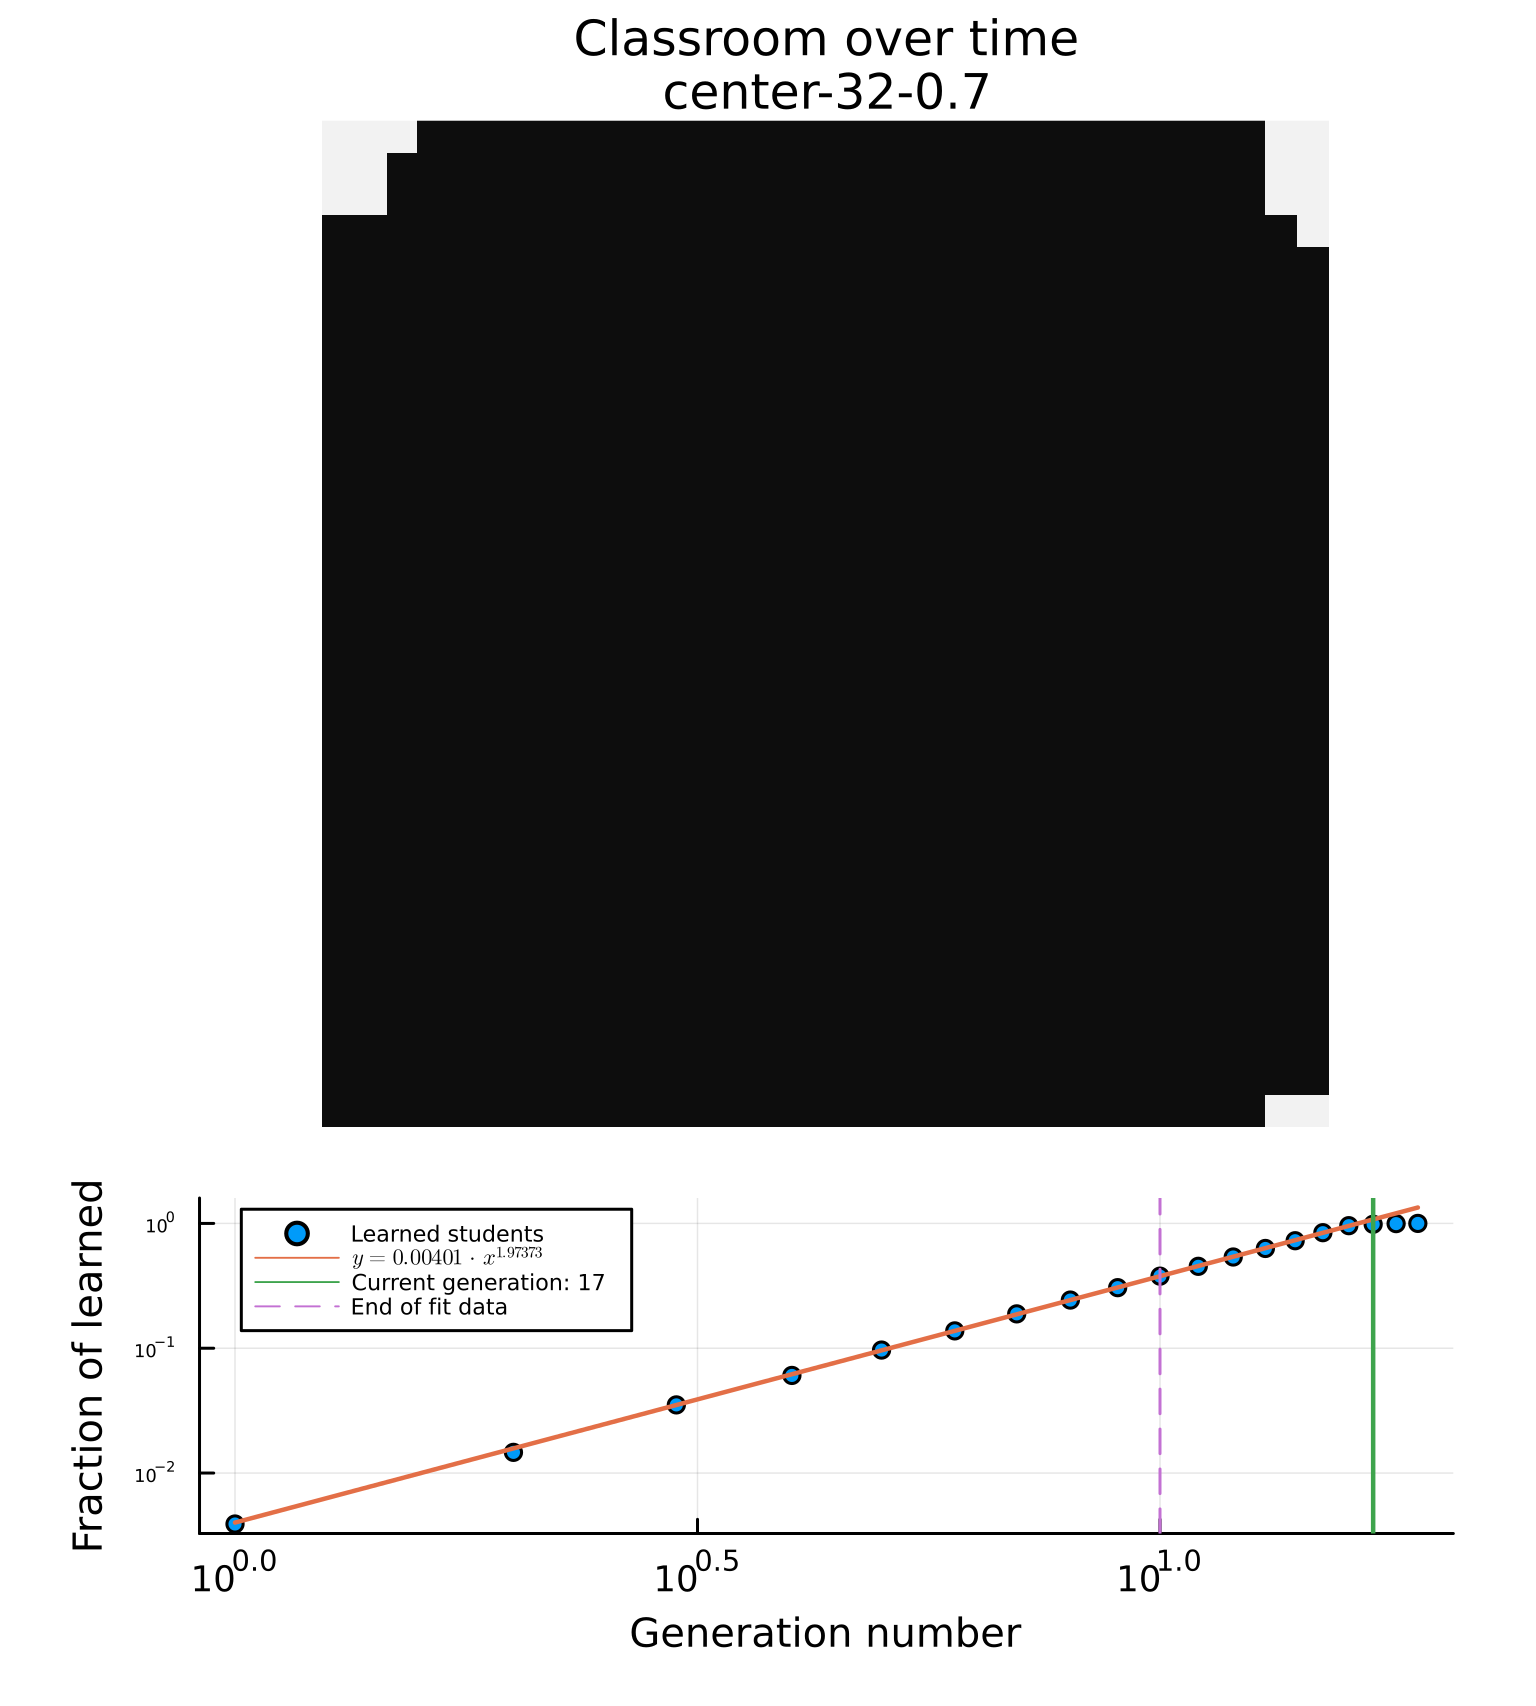 Classroom over time
center-32-0.7
Fraction of learned
10^0
10^−1
10^−2
Learned students
y = 0.00401 · x^1.97373
Current generation: 17
End of fit data
10^0.0
10^0.5
10^1.0
Generation number